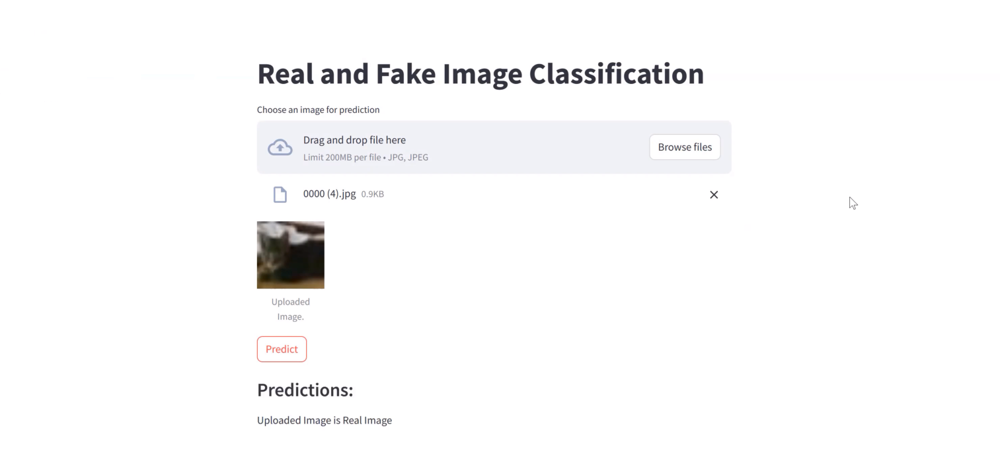 Real and Fake Image Classification
Choose an image for prediction
Drag and drop file here
Limit 200MB per file • JPG, JPEG
Browse files
0000 (4).jpg 0.9KB
Uploaded
Image.
Predict
Predictions:
Uploaded Image is Real Image